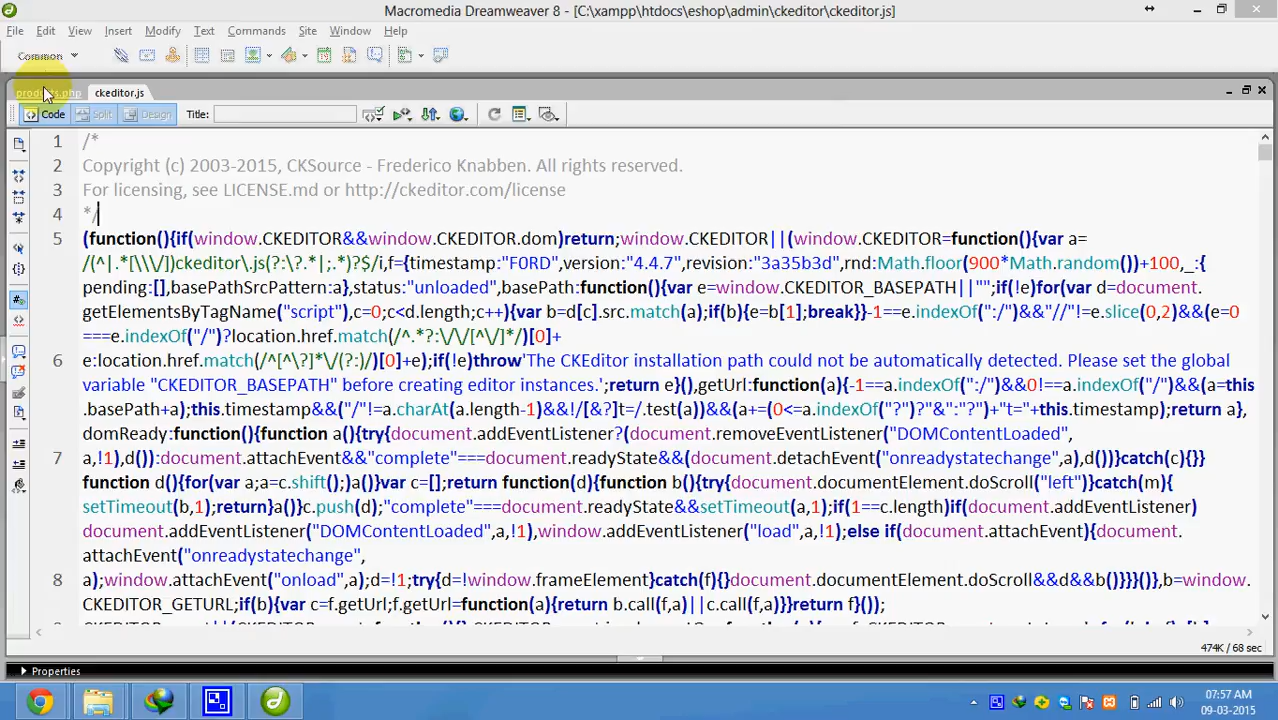 Macromedia Dreamweaver 8 - [C:\xampp\htdocs\eshop\admin\ckeditor\ckeditor.js]
File Edit View Insert Modify Text Commands Site Window Help
Common
products.php ckeditor.js
Code Split Design Title:
1 /*
2 Copyright (c) 2003-2015, CKSource - Frederico Knabben. All rights reserved.
3 For licensing, see LICENSE.md or http://ckeditor.com/license
4 */
5 (function(){if(window.CKEDITOR&&window.CKEDITOR.dom)return;window.CKEDITOR||(window.CKEDITOR=function(){var a=
/(^|.*[\\\/])ckeditor\.js(?:\?.*|;.*)?$/i,f={timestamp:"F0RD",version:"4.4.7",revision:"3a35b3d",rnd:Math.floor(900*Math.random())+100,_:{
pending:[],basePathSrcPattern:a},status:"unloaded",basePath:function(){var e=window.CKEDITOR_BASEPATH||"";if(!e)for(var d=document.
getElementsByTagName("script"),c=0;c<d.length;c++){var b=d[c].src.match(a);if(b){e=b[1];break}}-1==e.indexOf(":/")&&"//"!=e.slice(0,2)&&(e=0
===e.indexOf("/")?location.href.match(/^.*?:\/\/[^\/]*/)[0]+
6 e:location.href.match(/^[^\?]*\/(?:)/)[0]+e);if(!e)throw'The CKEditor installation path could not be automatically detected. Please set the global
variable "CKEDITOR_BASEPATH" before creating editor instances.';return e}(),getUrl:function(a){-1==a.indexOf(":/")&&0!==a.indexOf("/")&&(a=this
.basePath+a);this.timestamp&&("/"!=a.charAt(a.length-1)&&!/[&?]t=/.test(a))&&(a+=(0<=a.indexOf("?")?"&":"?")+"t="+this.timestamp);return a},
domReady:function(){function a(){try{document.addEventListener?(document.removeEventListener("DOMContentLoaded",
7 a,!1),d()):document.attachEvent&&"complete"===document.readyState&&(document.detachEvent("onreadystatechange",a),d())}catch(c){}}
function d(){for(var a;a=c.shift();)a()}var c=[];return function(d){function b(){try{document.documentElement.doScroll("left")}catch(m){
setTimeout(b,1);return}a()}c.push(d);"complete"===document.readyState&&setTimeout(a,1);if(1==c.length)if(document.addEventListener)
document.addEventListener("DOMContentLoaded",a,!1),window.addEventListener("load",a,!1);else if(document.attachEvent){document.
attachEvent("onreadystatechange",
8 a);window.attachEvent("onload",a);d=!1;try{d=!window.frameElement}catch(f){}document.documentElement.doScroll&&d&&b()}}}(),b=window.
CKEDITOR_GETURL;if(b){var c=f.getUrl;f.getUrl=function(a){return b.call(f,a)||c.call(f,a)}}return f}());
474K / 68 sec
Properties
07:57 AM
09-03-2015